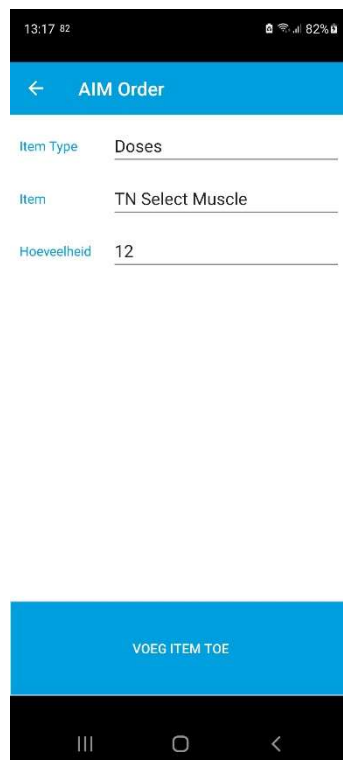 13:17 82 82%
AIM Order
Item Type Doses
Item TN Select Muscle
Hoeveelheid 12
VOEG ITEM TOE